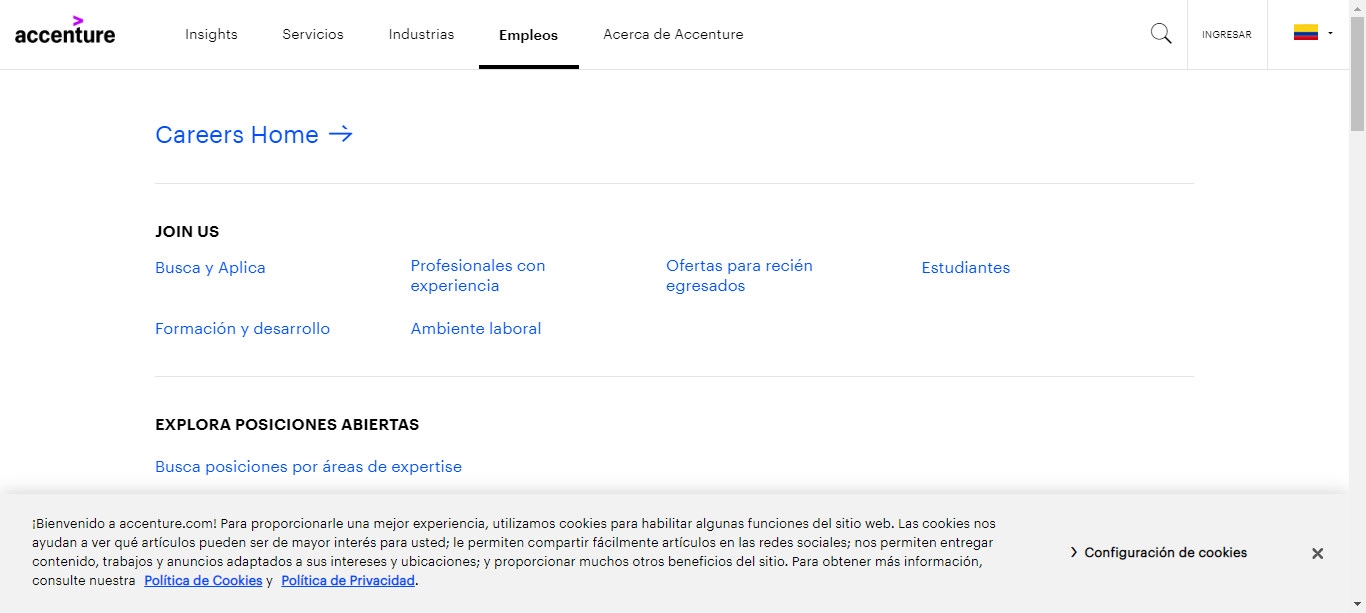 accenture
Insights
Servicios
Industrias
Empleos
Acerca de Accenture
INGRESAR
Careers Home
JOIN US
Busca y Aplica
Profesionales con
experiencia
Ofertas para recién
egresados
Estudiantes
Formación y desarrollo
Ambiente laboral
EXPLORA POSICIONES ABIERTAS
Busca posiciones por áreas de expertise
¡Bienvenido a accenture.com! Para proporcionarle una mejor experiencia, utilizamos cookies para habilitar algunas funciones del sitio web. Las cookies nos
ayudan a ver qué artículos pueden ser de mayor interés para usted; le permiten compartir fácilmente artículos en las redes sociales; nos permiten entregar
contenido, trabajos y anuncios adaptados a sus intereses y ubicaciones; y proporcionar muchos otros beneficios del sitio. Para obtener más información,
consulte nuestra Política de Cookies y Política de Privacidad.
Configuración de cookies